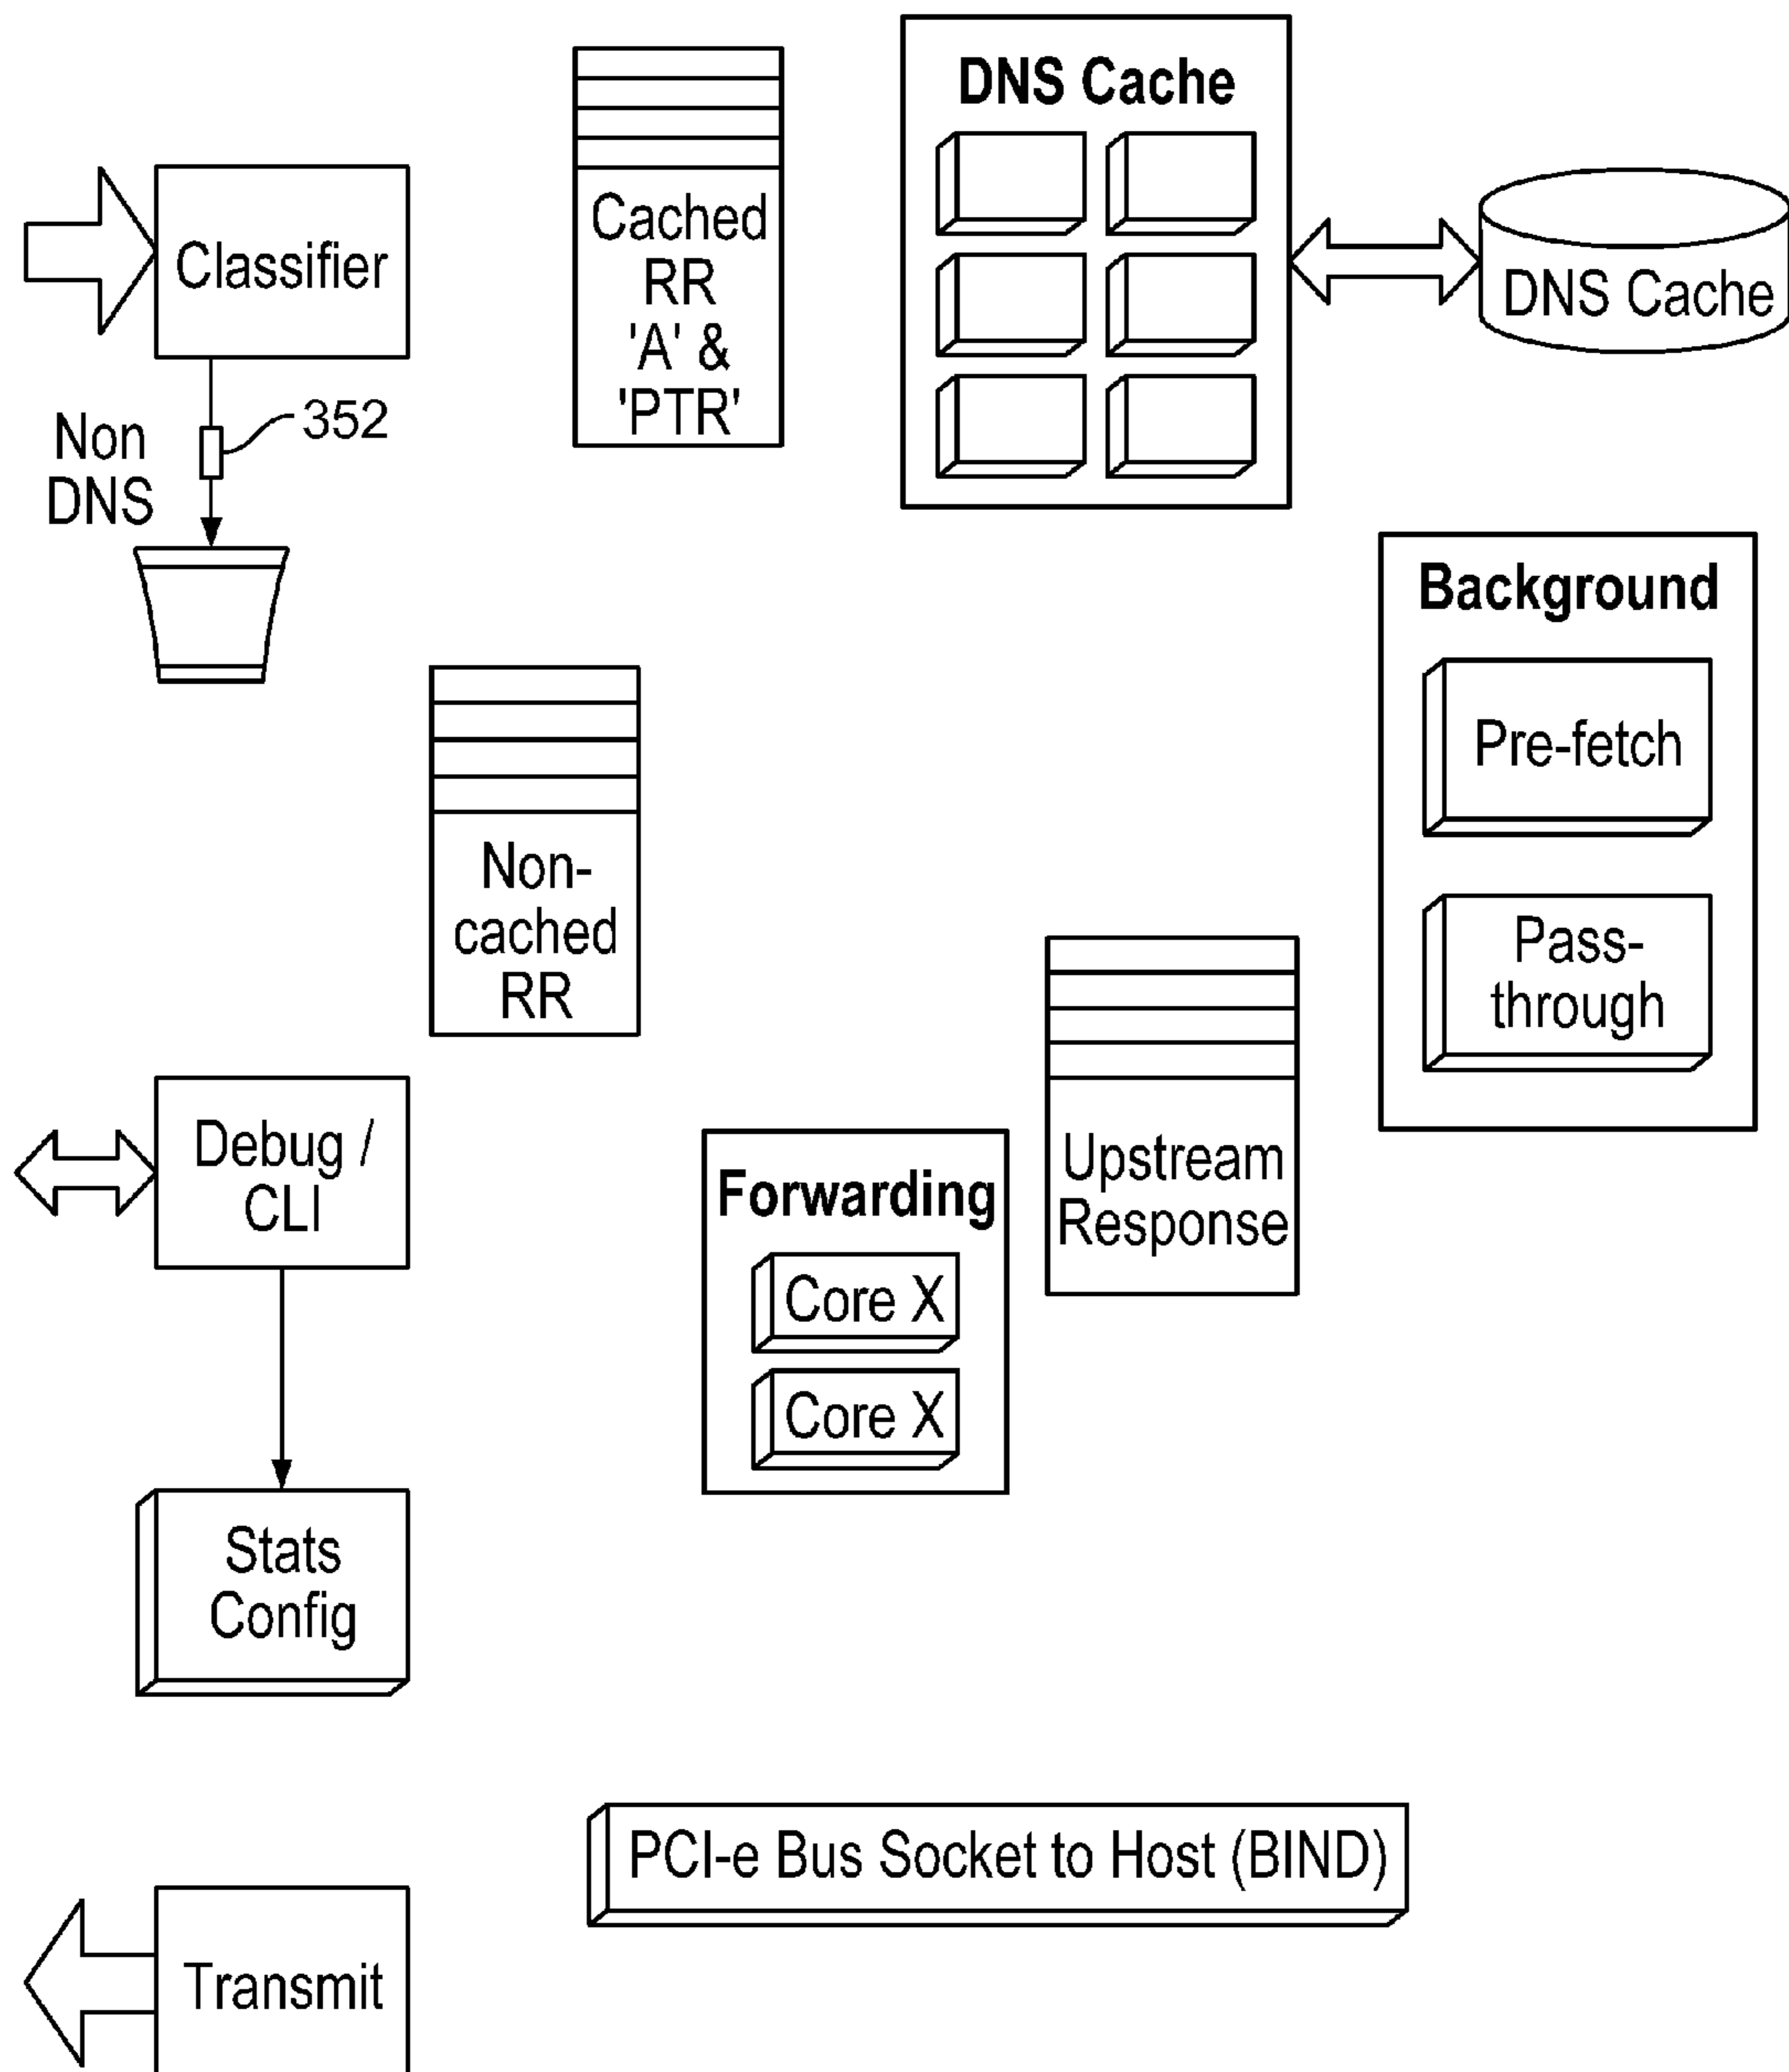 DNS Cache
Cached
RR
'A' &
'PTR'
Classifier
DNS Cache
352
Non
DNS
Background
Pre-fetch
Non-
cached
RR
Pass-
through
Upstream
Response
Debug /
CLI
Forwarding
Core X
Core X
Stats
Config
PCI-e Bus Socket to Host (BIND)
Transmit